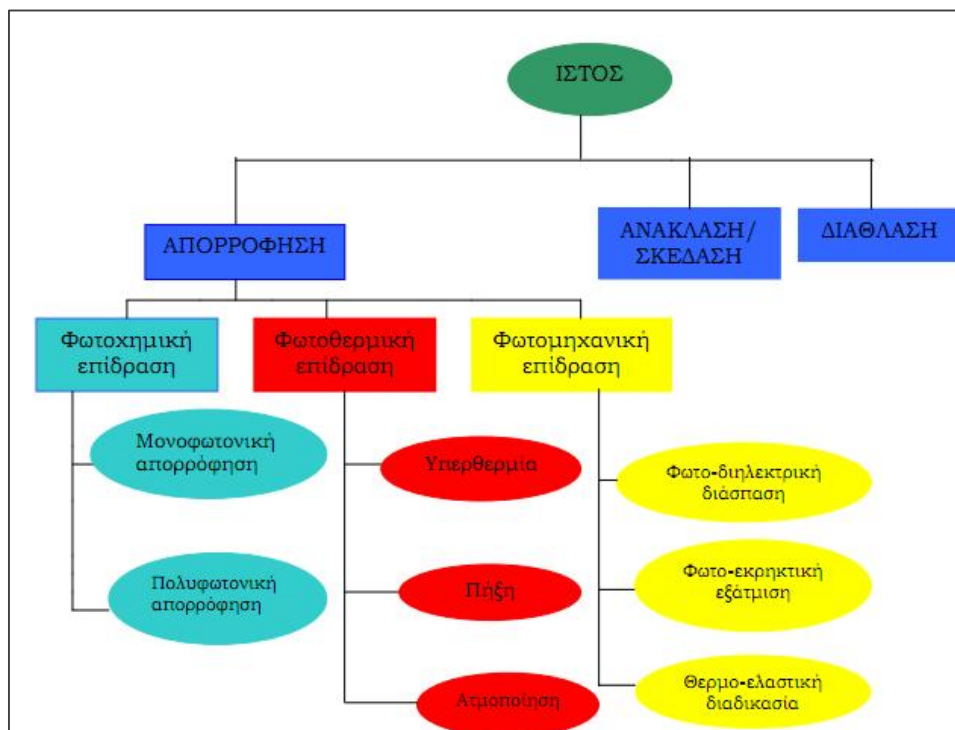 ΙΣΤΟΣ
ΑΠΟΡΡΟΦΗΣΗ
ΑΝΑΚΛΑΣΗ/
ΣΚΕΔΑΣΗ
ΔΙΑΘΛΑΣΗ
Φωτοχημική
επίδραση
Φωτοθερμική
επίδραση
Φωτομηχανική
επίδραση
Μονοφωτονική
απορρόφηση
Πολυφωτονική
απορρόφηση
Υπερθερμία
Πήξη
Ατμοποίηση
Φωτο-διηλεκτρική
διάσπαση
Φωτο-εκρηκτική
εξάτμιση
Θερμο-ελαστική
διαδικασία